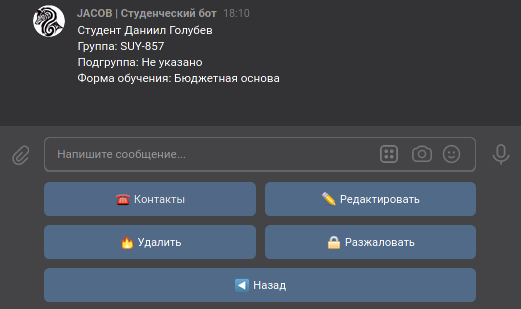 JACOB | Студенческий бот 18:10
Студент Даниил Голубев
Группа: SUY-857
Подгруппа: Не указано
Форма обучения: Бюджетная основа
Напишите сообщение...
☎️ Контакты
✏️ Редактировать
🔥 Удалить
🔒 Разжаловать
◀️ Назад